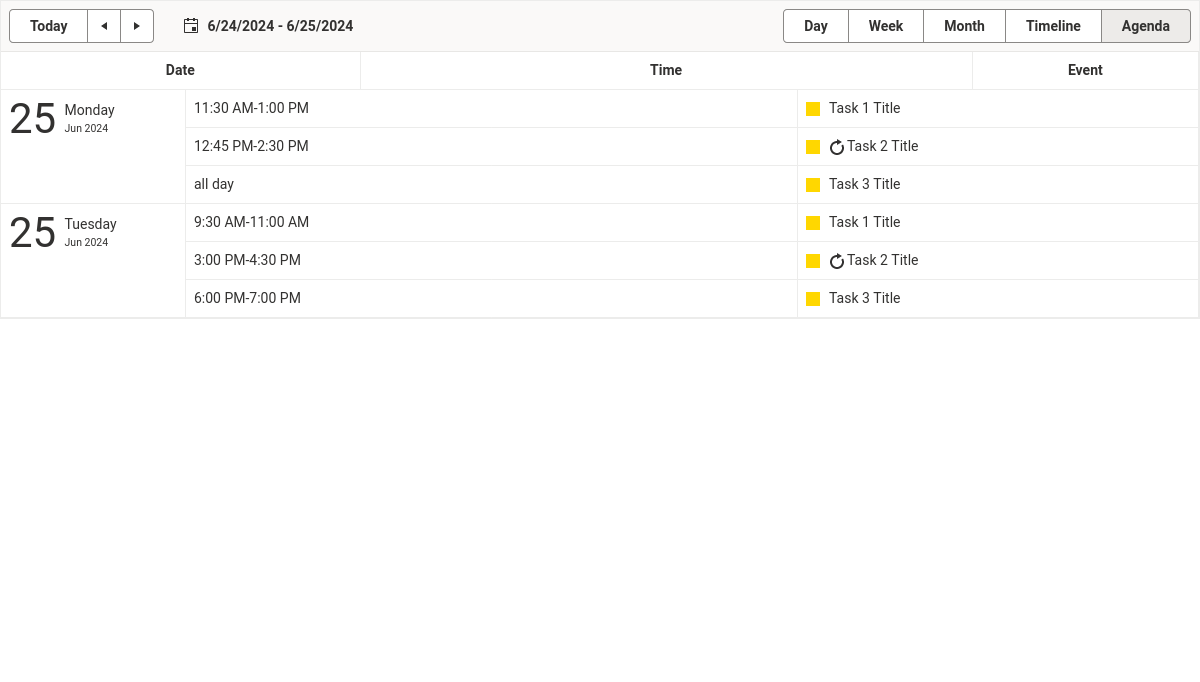 Today 6/24/2024 - 6/25/2024 Day Week Month Timeline Agenda
Date Time Event
25 Monday Jun 2024
11:30 AM-1:00 PM Task 1 Title
12:45 PM-2:30 PM Task 2 Title
all day Task 3 Title
25 Tuesday Jun 2024
9:30 AM-11:00 AM Task 1 Title
3:00 PM-4:30 PM Task 2 Title
6:00 PM-7:00 PM Task 3 Title